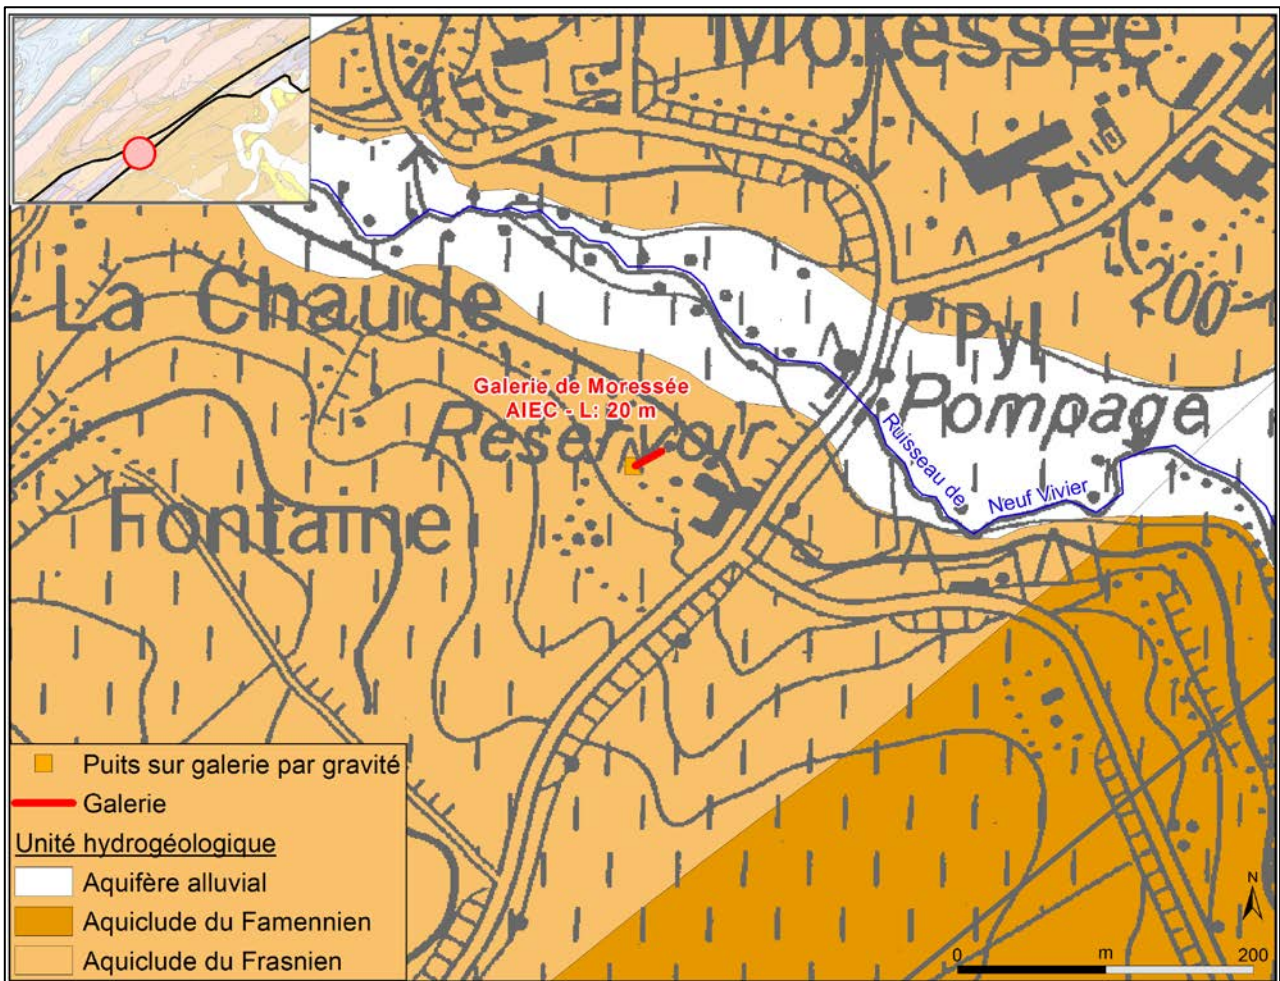 Moressée
La Chaude
Fontaine
Galerie de Moressée
AIEC - L: 20 m
Réservoir
Pyl
Pompage
200
Ruisseau de
Neuf Vivier
Puits sur galerie par gravité
Galerie
Unité hydrogéologique
Aquifère alluvial
Aquiclude du Famennien
Aquiclude du Frasnien
N
0 m 200